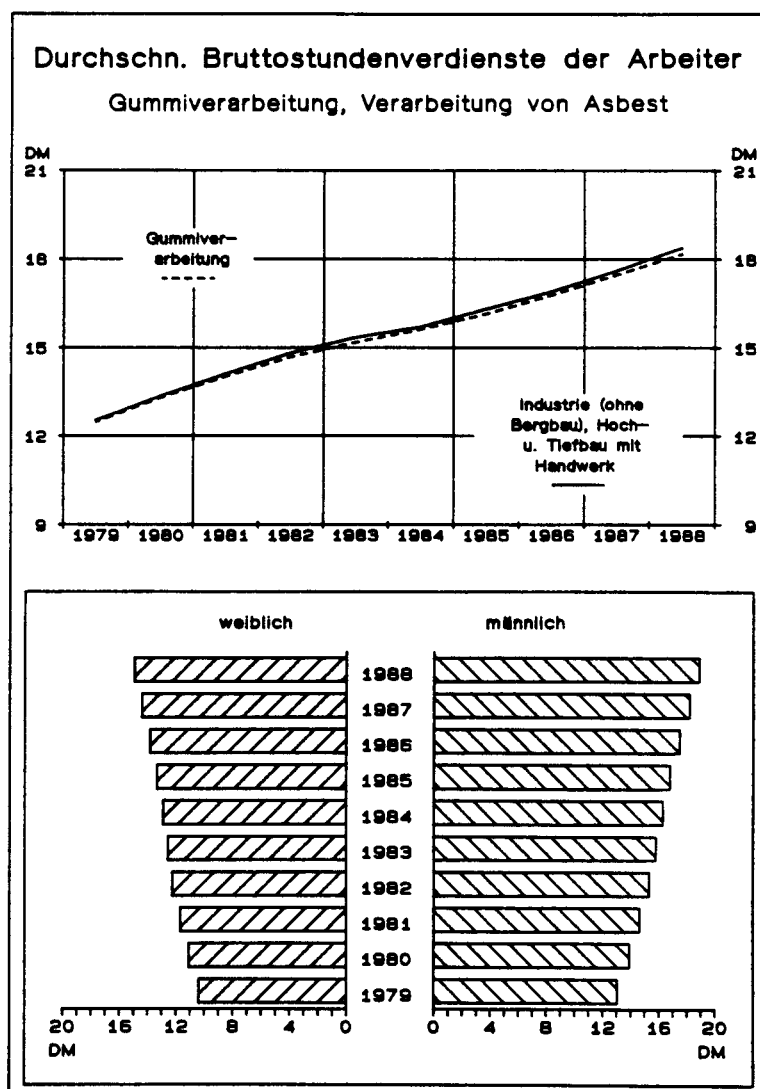 Durchschn. Bruttostundenverdienste der Arbeiter
Gummiverarbeitung, Verarbeitung von Asbest
DM DM
21 21
Gummiver-
arbeitung
18 18
15 15
Industrie (ohne
Bergbau), Hoch-
u. Tiefbau mit
Handwerk
12 12
9 9
1979 1980 1981 1982 1983 1984 1985 1986 1987 1988
weiblich männlich
1988
1987
1986
1985
1984
1983
1982
1981
1980
1979
20 16 12 8 4 0 0 4 8 12 16 20
DM DM